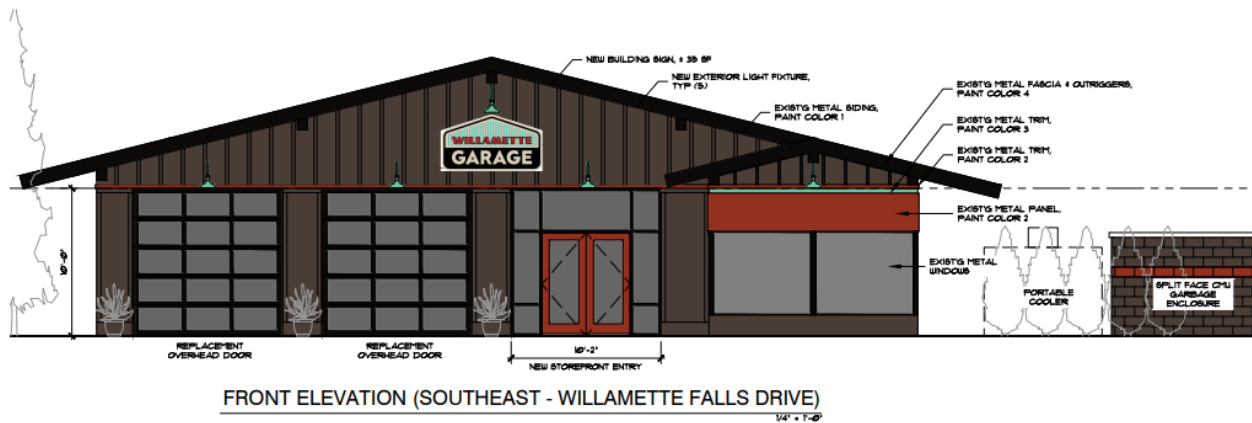 NEW BUILDING SIGN, ± 35 SF
NEW EXTERIOR LIGHT FIXTURE,
TYP (5)
EXIST'G METAL SIDING,
PAINT COLOR 1
EXIST'G METAL FASCIA & OUTRIGGERS,
PAINT COLOR 4
EXIST'G METAL TRIM,
PAINT COLOR 3
EXIST'G METAL TRIM,
PAINT COLOR 2
EXIST'G METAL PANEL,
PAINT COLOR 2
EXIST'G METAL
WINDOWS
WILLAMETTE
GARAGE
10'-0"
PORTABLE
COOLER
SPLIT FACE CMU
GARBAGE
ENCLOSURE
REPLACEMENT
OVERHEAD DOOR
REPLACEMENT
OVERHEAD DOOR
10'-2"
NEW STOREFRONT ENTRY
FRONT ELEVATION (SOUTHEAST - WILLAMETTE FALLS DRIVE)
1/4" = 1'-0"